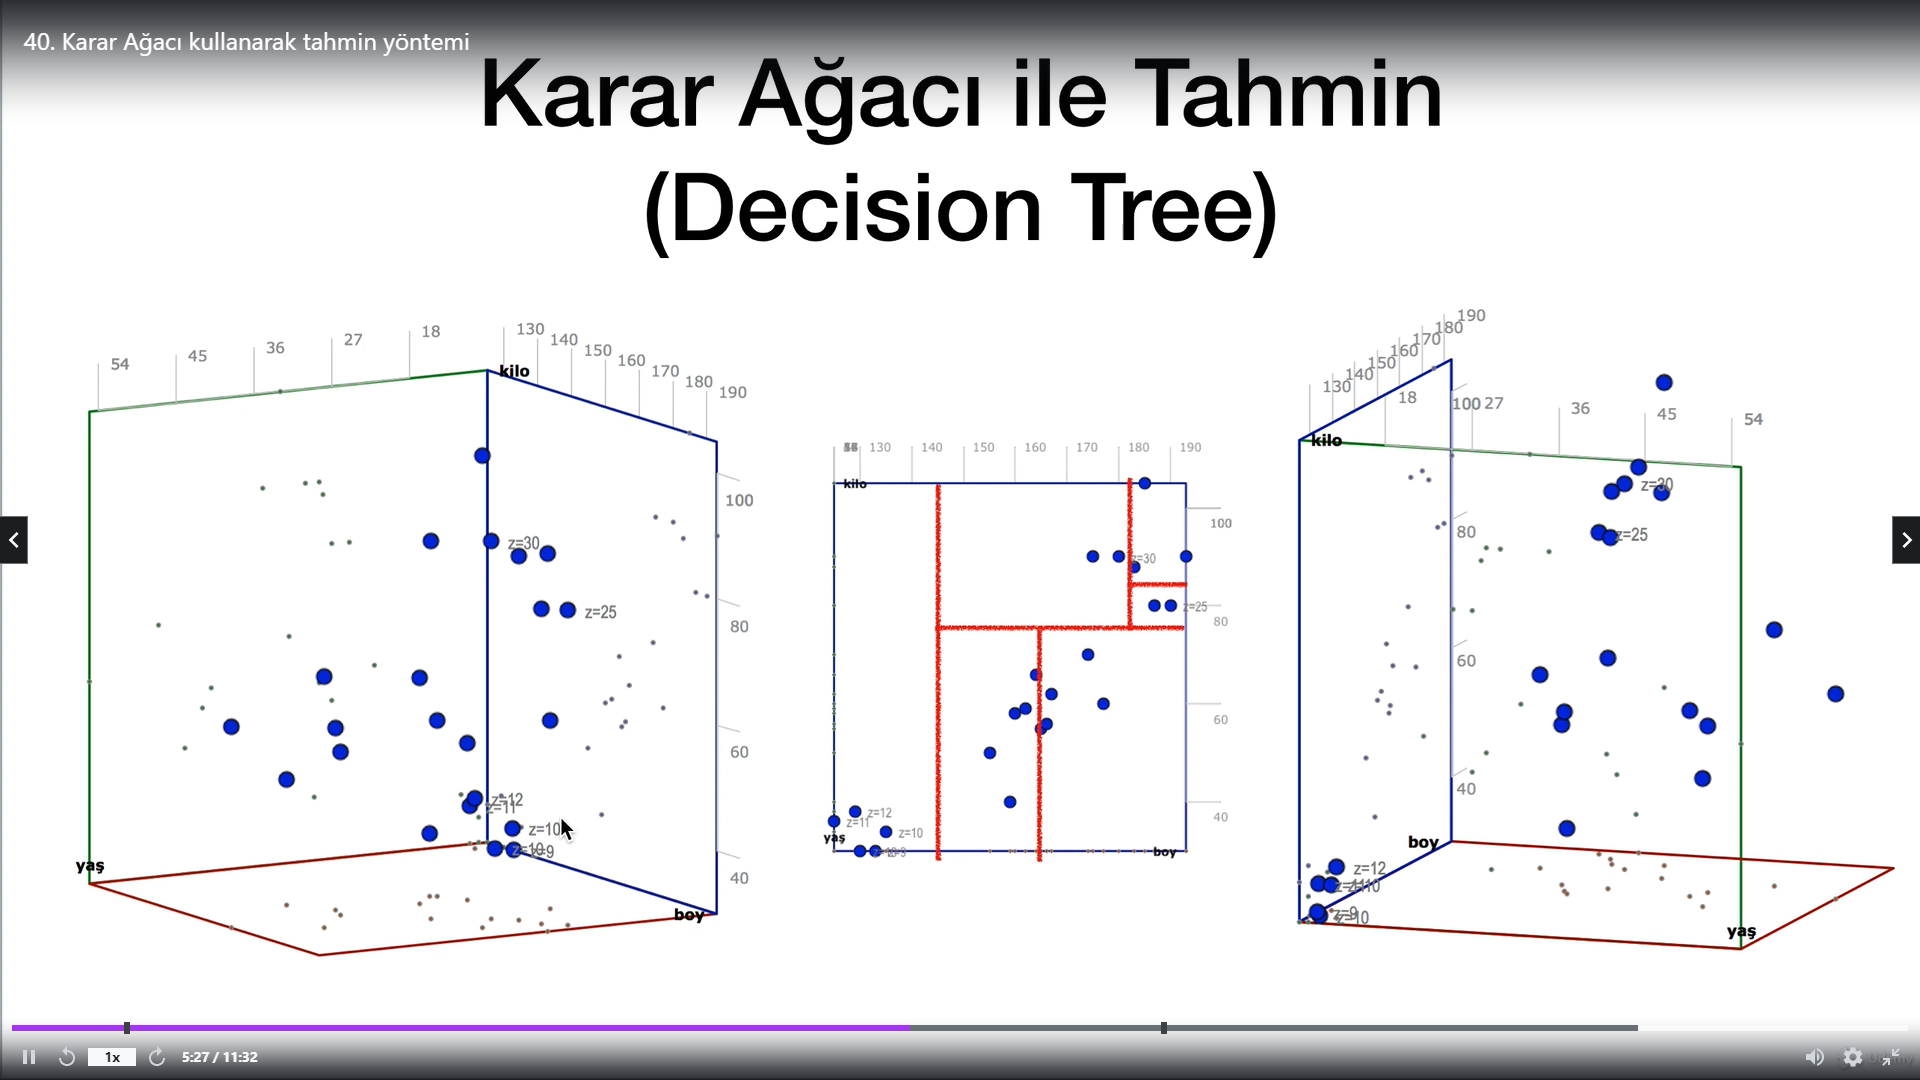 40. Karar Ağacı kullanarak tahmin yöntemi
Karar Ağacı ile Tahmin
(Decision Tree)
54 45 36 27 18 130 140 150 160 170 180 190
kilo
z=30
z=25
z=12
z=11
z=10
z=10
z=9
100
80
60
40
yaş
boy
130 140 150 160 170 180 190
kilo
z=30
z=25
z=12
z=11
z=10
100
80
60
40
yaş
boy
130 140 150 160 170 180 190
18 27 36 45 54
kilo
100
80
60
40
z=30
z=25
boy
z=12
z=10
z=9
z=10
yaş
1x
5:27 / 11:32